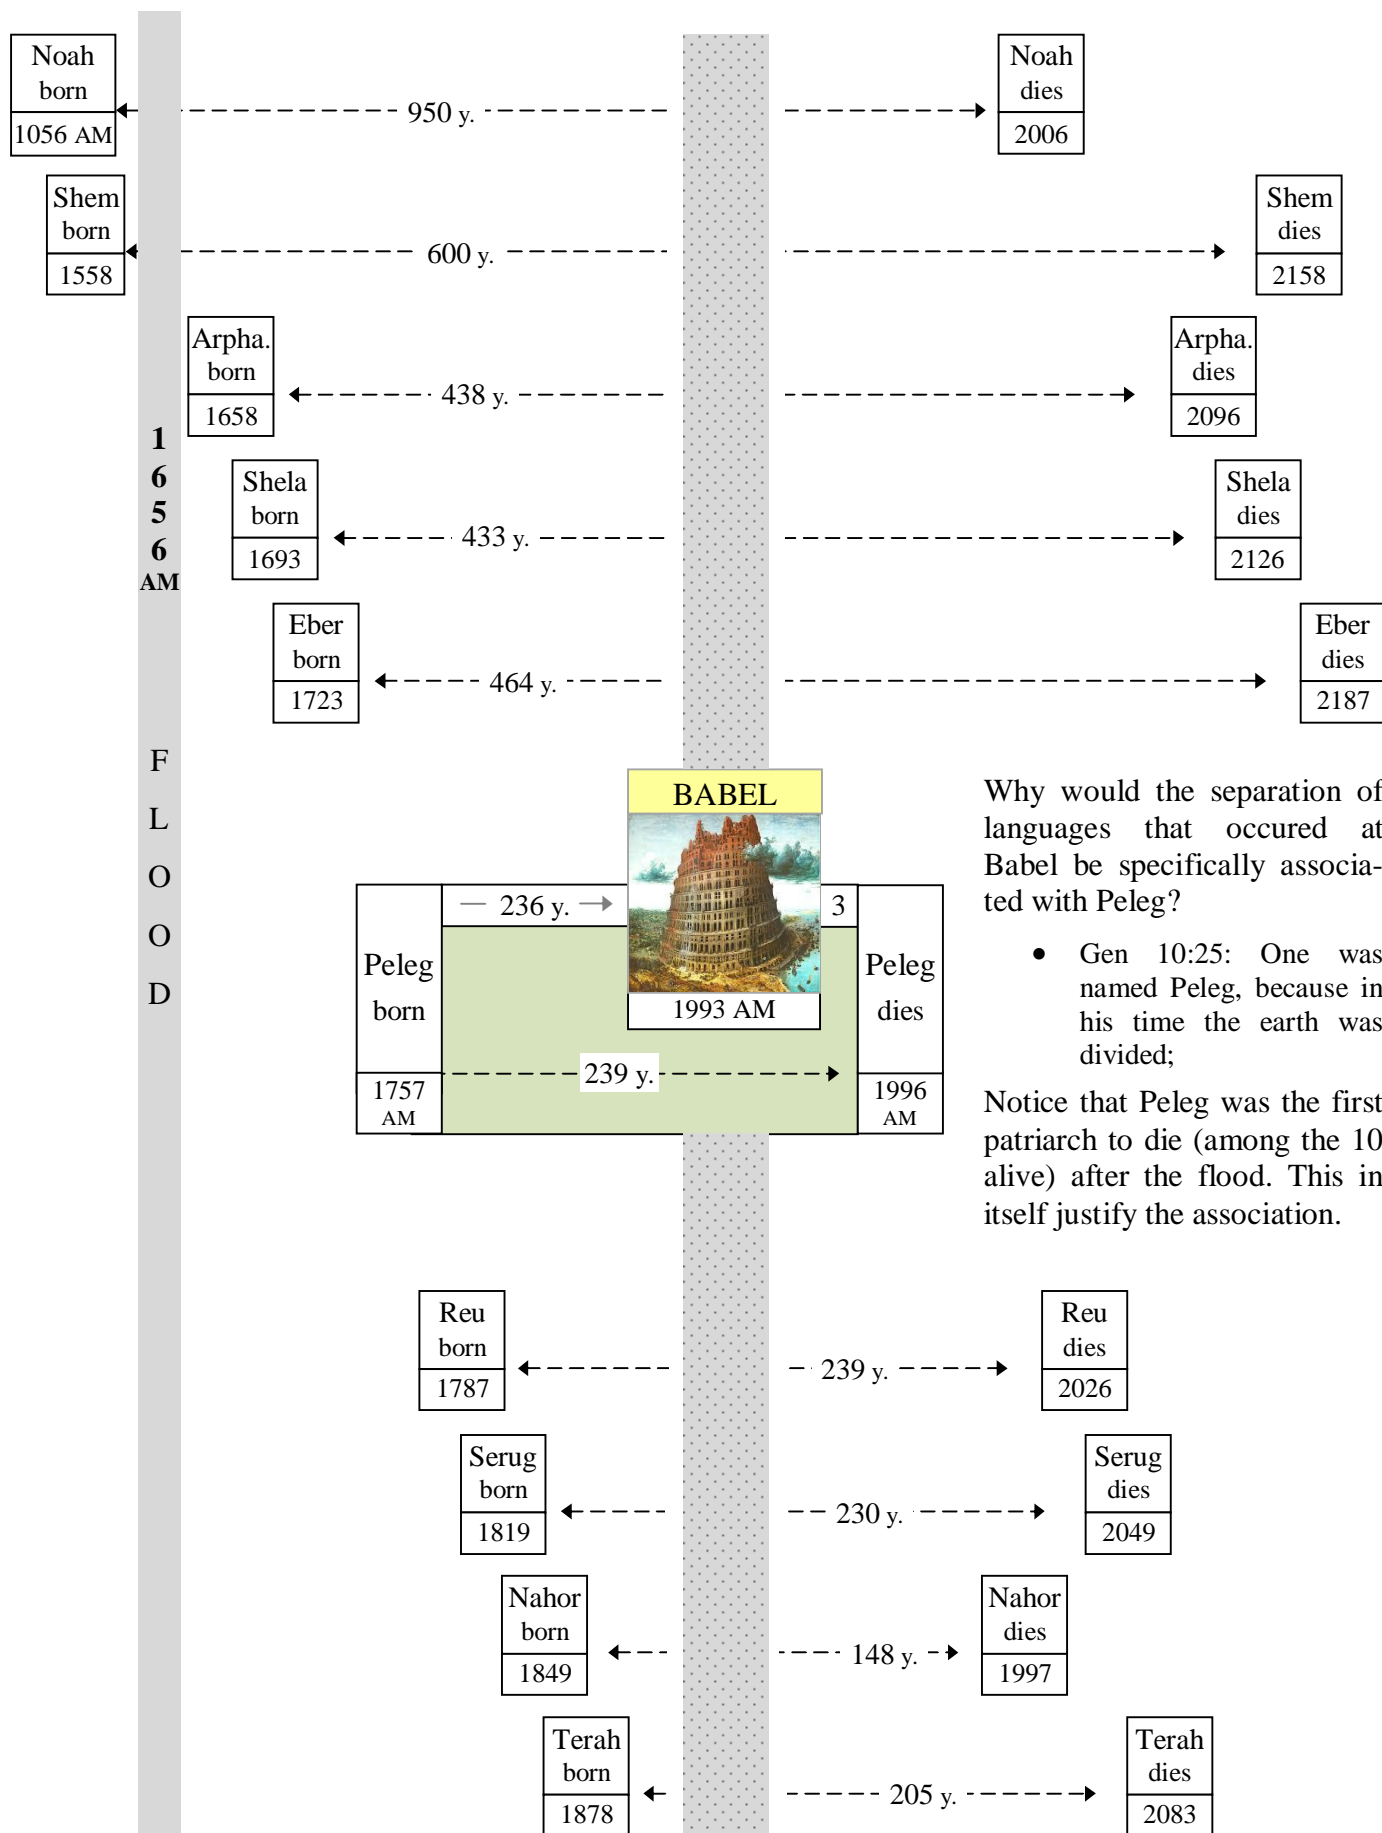 Noah
born
1056 AM
950 y.
Noah
dies
2006
Shem
born
1558
600 y.
Shem
dies
2158
Arpha.
born
1658
438 y.
Arpha.
dies
2096
1
6
5
6
AM
Shela
born
1693
433 y.
Shela
dies
2126
Eber
born
1723
464 y.
Eber
dies
2187
F
L
O
O
D
BABEL
236 y.
3
Peleg
born
1757
AM
1993 AM
239 y.
Peleg
dies
1996
AM
Why would the separation of
languages that occured at
Babel be specifically associa-
ted with Peleg?
• Gen 10:25: One was
named Peleg, because in
his time the earth was
divided;
Notice that Peleg was the first
patriarch to die (among the 10
alive) after the flood. This in
itself justify the association.
Reu
born
1787
239 y.
Reu
dies
2026
Serug
born
1819
230 y.
Serug
dies
2049
Nahor
born
1849
148 y.
Nahor
dies
1997
Terah
born
1878
205 y.
Terah
dies
2083